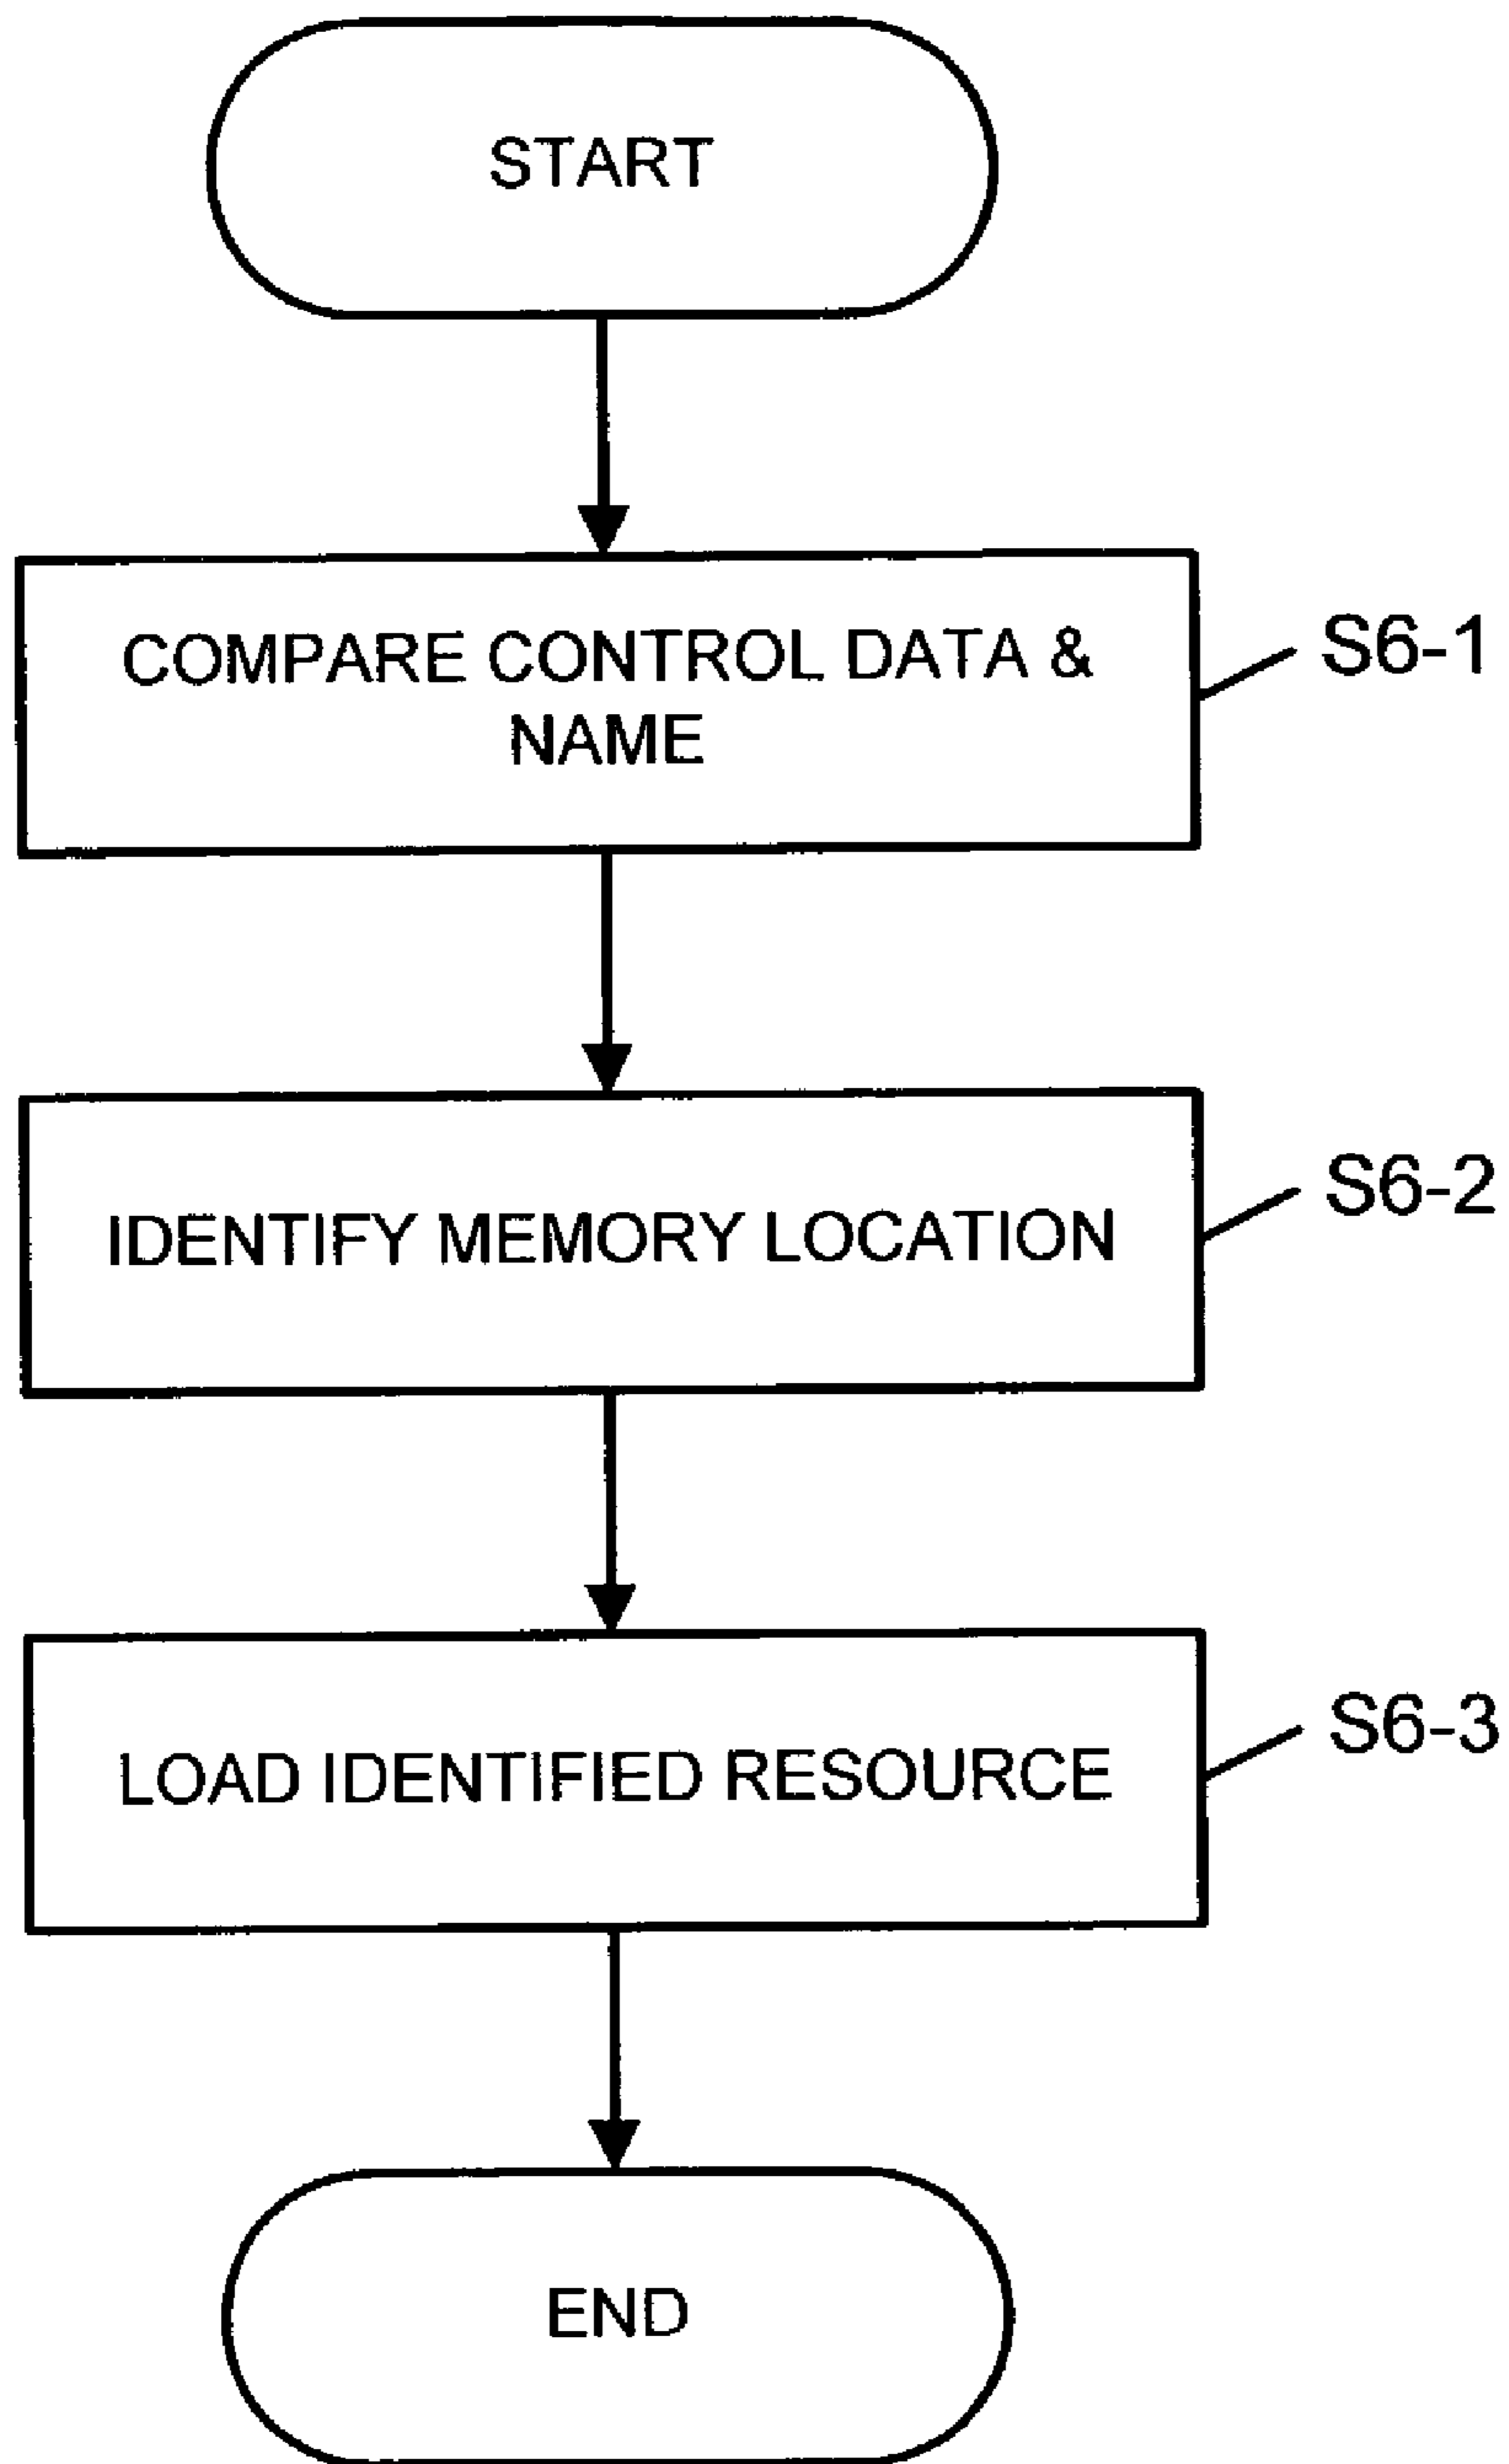 START
COMPARE CONTROL DATA &
NAME
S6-1
IDENTIFY MEMORY LOCATION
S6-2
LOAD IDENTIFIED RESOURCE
S6-3
END